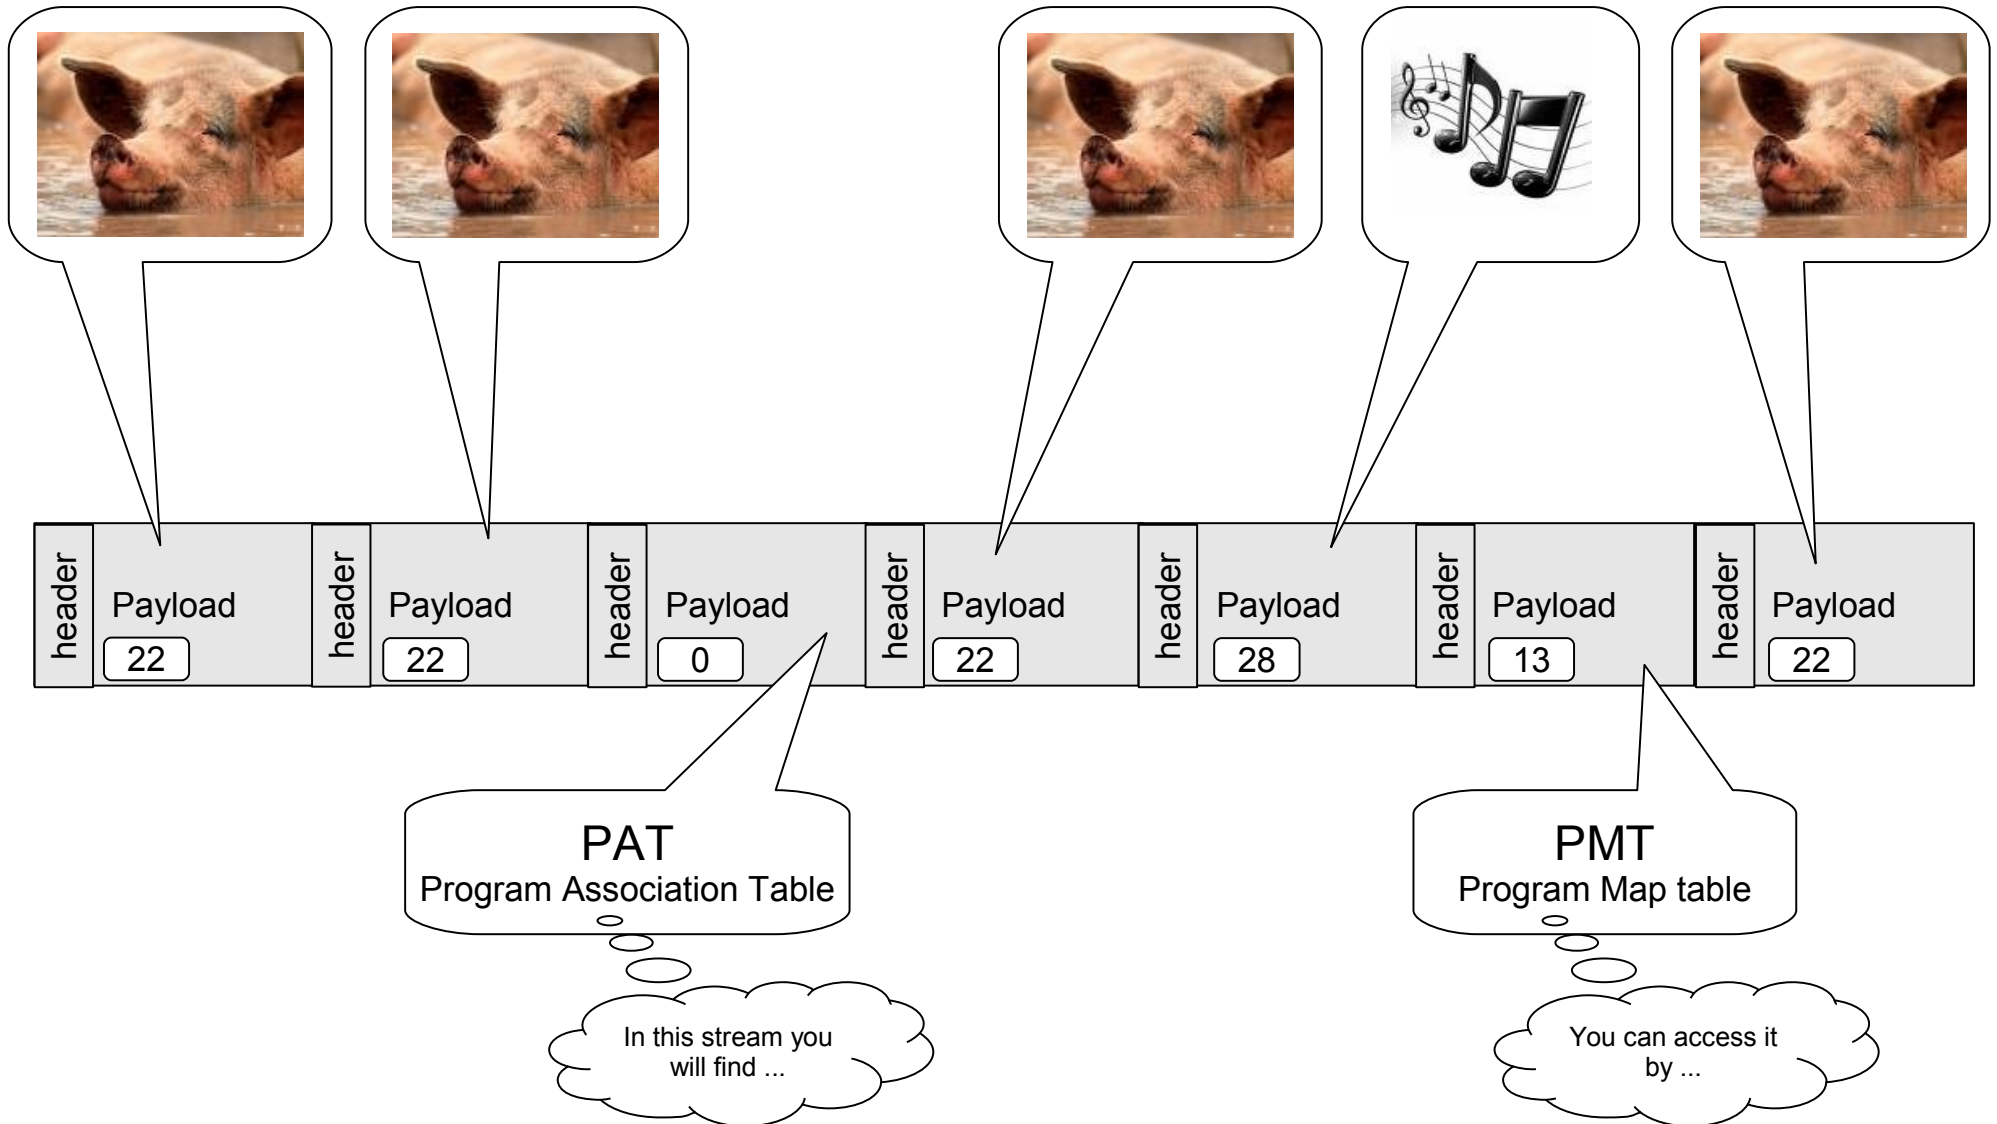 header
Payload
22
header
Payload
22
header
Payload
0
header
Payload
22
header
Payload
28
header
Payload
13
header
Payload
22
PAT
Program Association Table
In this stream you
will find ...
PMT
Program Map table
You can access it
by ...